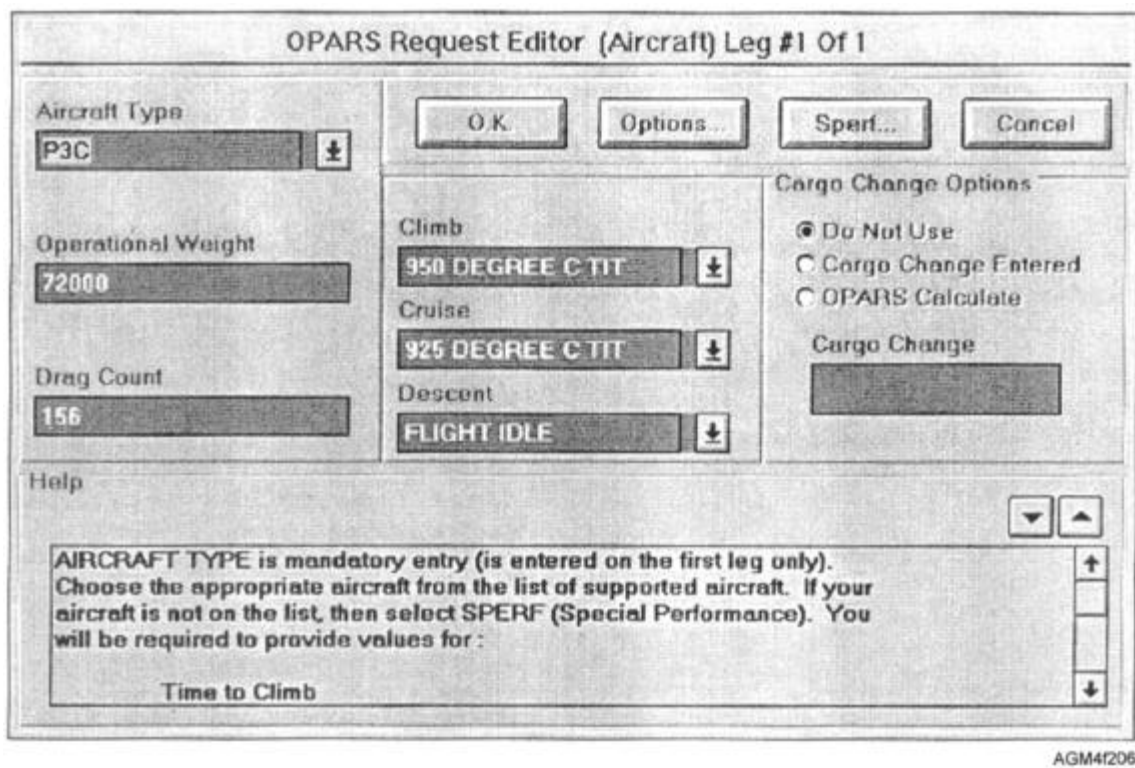 OPARS Request Editor (Aircraft) Leg #1 Of 1
Aircraft Type
P3C
O.K.
Options...
Sperf...
Cancel
Operational Weight
72000
Drag Count
156
Climb
950 DEGREE C TIT
Cruise
925 DEGREE C TIT
Descent
FLIGHT IDLE
Cargo Change Options
Do Not Use
Cargo Change Entered
OPARS Calculate
Cargo Change
Help
AIRCRAFT TYPE is mandatory entry (is entered on the first leg only).
Choose the appropriate aircraft from the list of supported aircraft. If your
aircraft is not on the list, then select SPERF (Special Performance). You
will be required to provide values for :
Time to Climb
AGM4f206